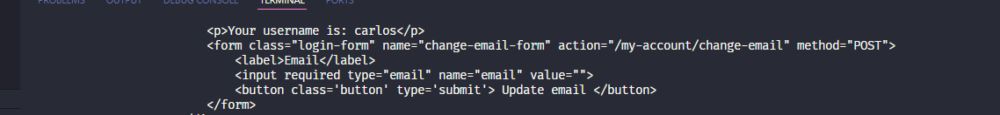 PROBLEMS OUTPUT DEBUG CONSOLE TERMINAL PORTS
<p>Your username is: carlos</p>
<form class="login-form" name="change-email-form" action="/my-account/change-email" method="POST">
<label>Email</label>
<input required type="email" name="email" value="">
<button class='button' type='submit'> Update email </button>
</form>